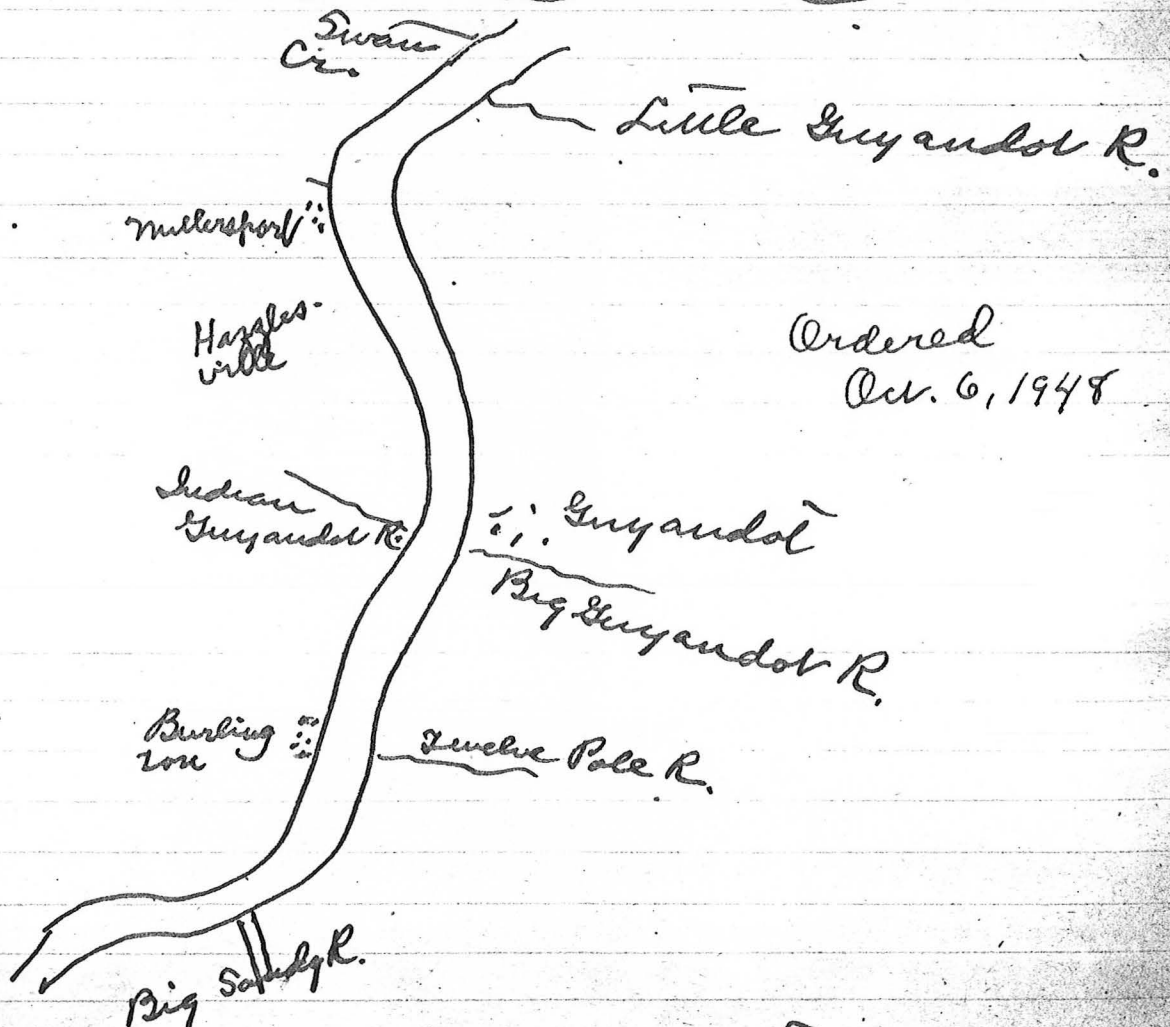 Swan
Cr.
Little Guyandot R.
Millersport
Hazgles-
ville
Ordered
Oct. 6, 1948
Indian
Guyandot R.
Guyandot
Big Guyandot R.
Burling
ton
Twelve Pole R.
Big Sandy R.